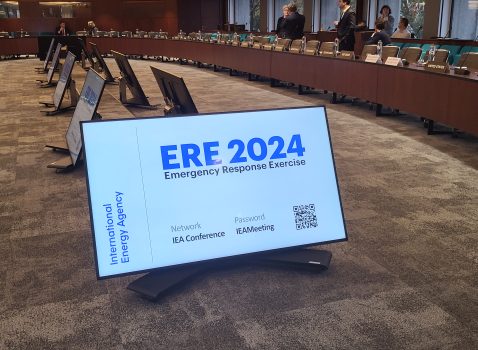 ERE 2024
Emergency Response Exercise
International
Energy Agency
Network
IEA Conference
Password
IEAMeeting